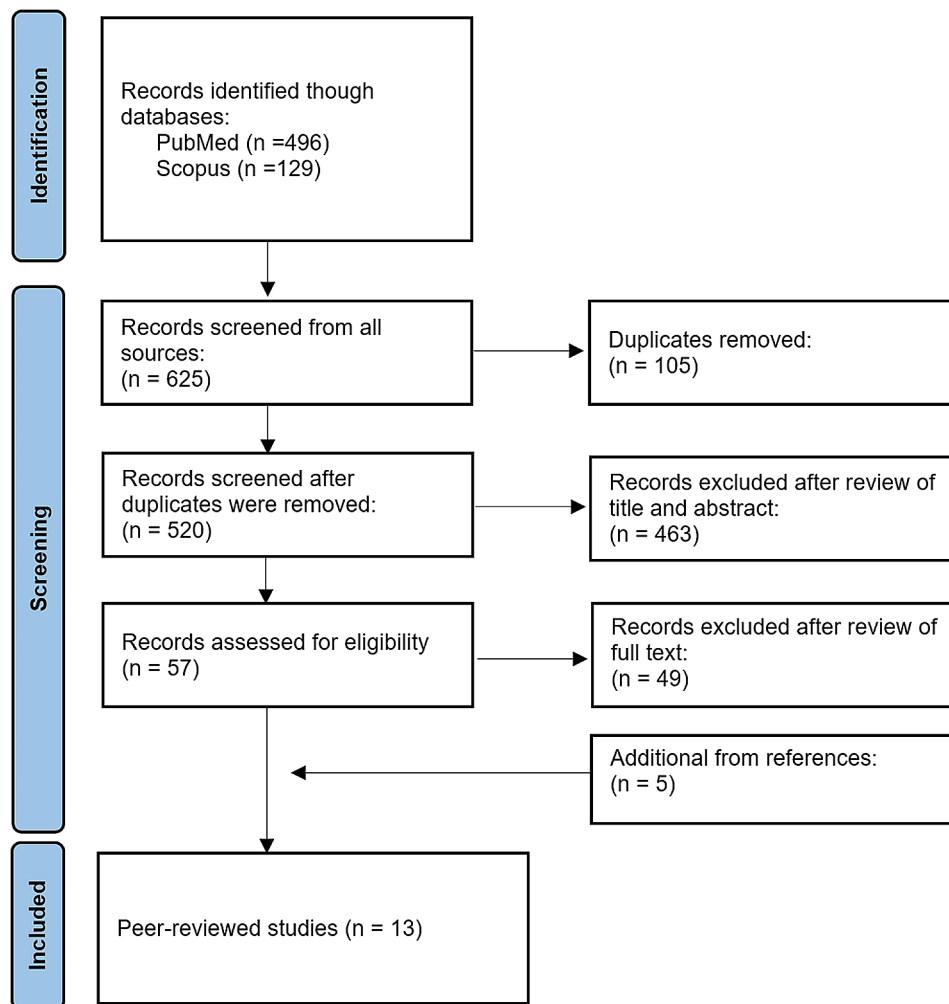 Identification
Records identified though
databases:
PubMed (n =496)
Scopus (n =129)
Screening
Records screened from all
sources:
(n = 625)
Duplicates removed:
(n = 105)
Records screened after
duplicates were removed:
(n = 520)
Records excluded after review of
title and abstract:
(n = 463)
Records assessed for eligibility
(n = 57)
Records excluded after review of
full text:
(n = 49)
Additional from references:
(n = 5)
Included
Peer-reviewed studies (n = 13)